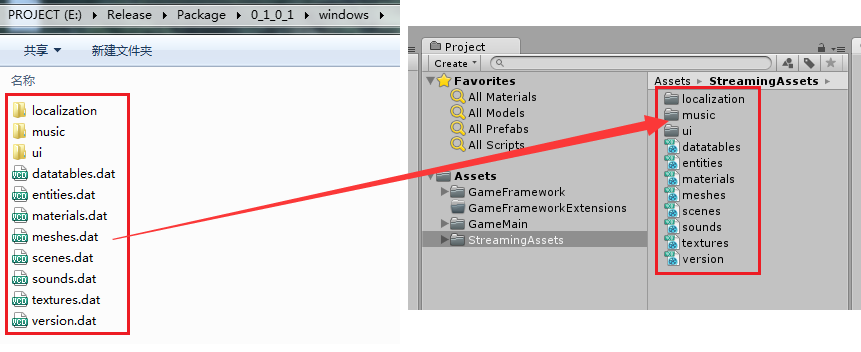 PROJECT (E:) Release Package 0_1_0_1 windows
共享 新建文件夹
名称
localization
music
ui
datatables.dat
entities.dat
materials.dat
meshes.dat
scenes.dat
sounds.dat
textures.dat
version.dat
Project
Create
Favorites
All Materials
All Models
All Prefabs
All Scripts
Assets
GameFramework
GameFrameworkExtensions
GameMain
StreamingAssets
Assets StreamingAssets
localization
music
ui
datatables
entities
materials
meshes
scenes
sounds
textures
version